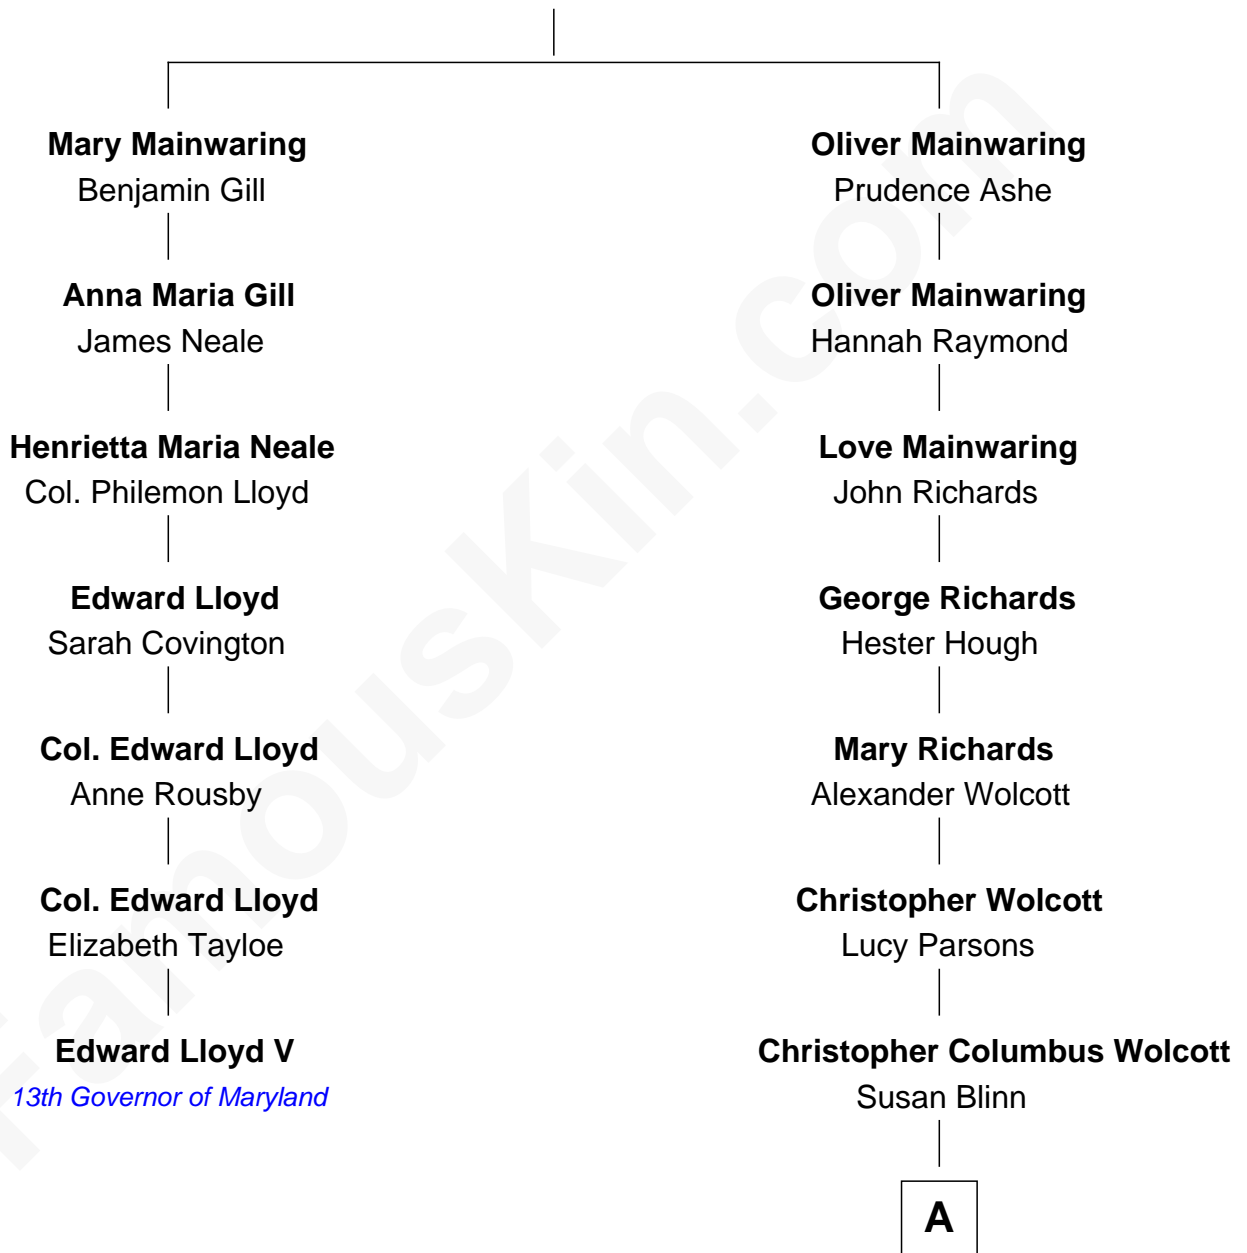 Mary Mainwaring
Benjamin Gill
Anna Maria Gill
James Neale
Henrietta Maria Neale
Col. Philemon Lloyd
Edward Lloyd
Sarah Covington
Col. Edward Lloyd
Anne Rousby
Col. Edward Lloyd
Elizabeth Tayloe
Edward Lloyd V
13th Governor of Maryland
Oliver Mainwaring
Prudence Ashe
Oliver Mainwaring
Hannah Raymond
Love Mainwaring
John Richards
George Richards
Hester Hough
Mary Richards
Alexander Wolcott
Christopher Wolcott
Lucy Parsons
Christopher Columbus Wolcott
Susan Blinn
A
FamousKin.com